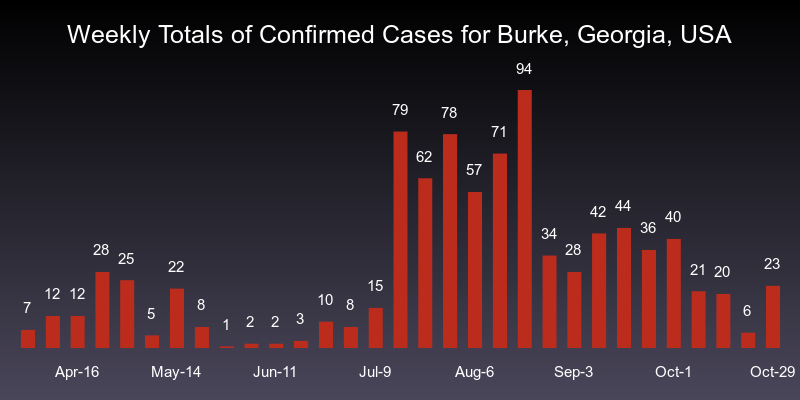 Weekly Totals of Confirmed Cases for Burke, Georgia, USA
7 12 12 28 25 5 22 8 1 2 2 3 10 8 15 79 62 78 57 71 94 34 28 42 44 36 40 21 20 6 23
Apr-16 May-14 Jun-11 Jul-9 Aug-6 Sep-3 Oct-1 Oct-29